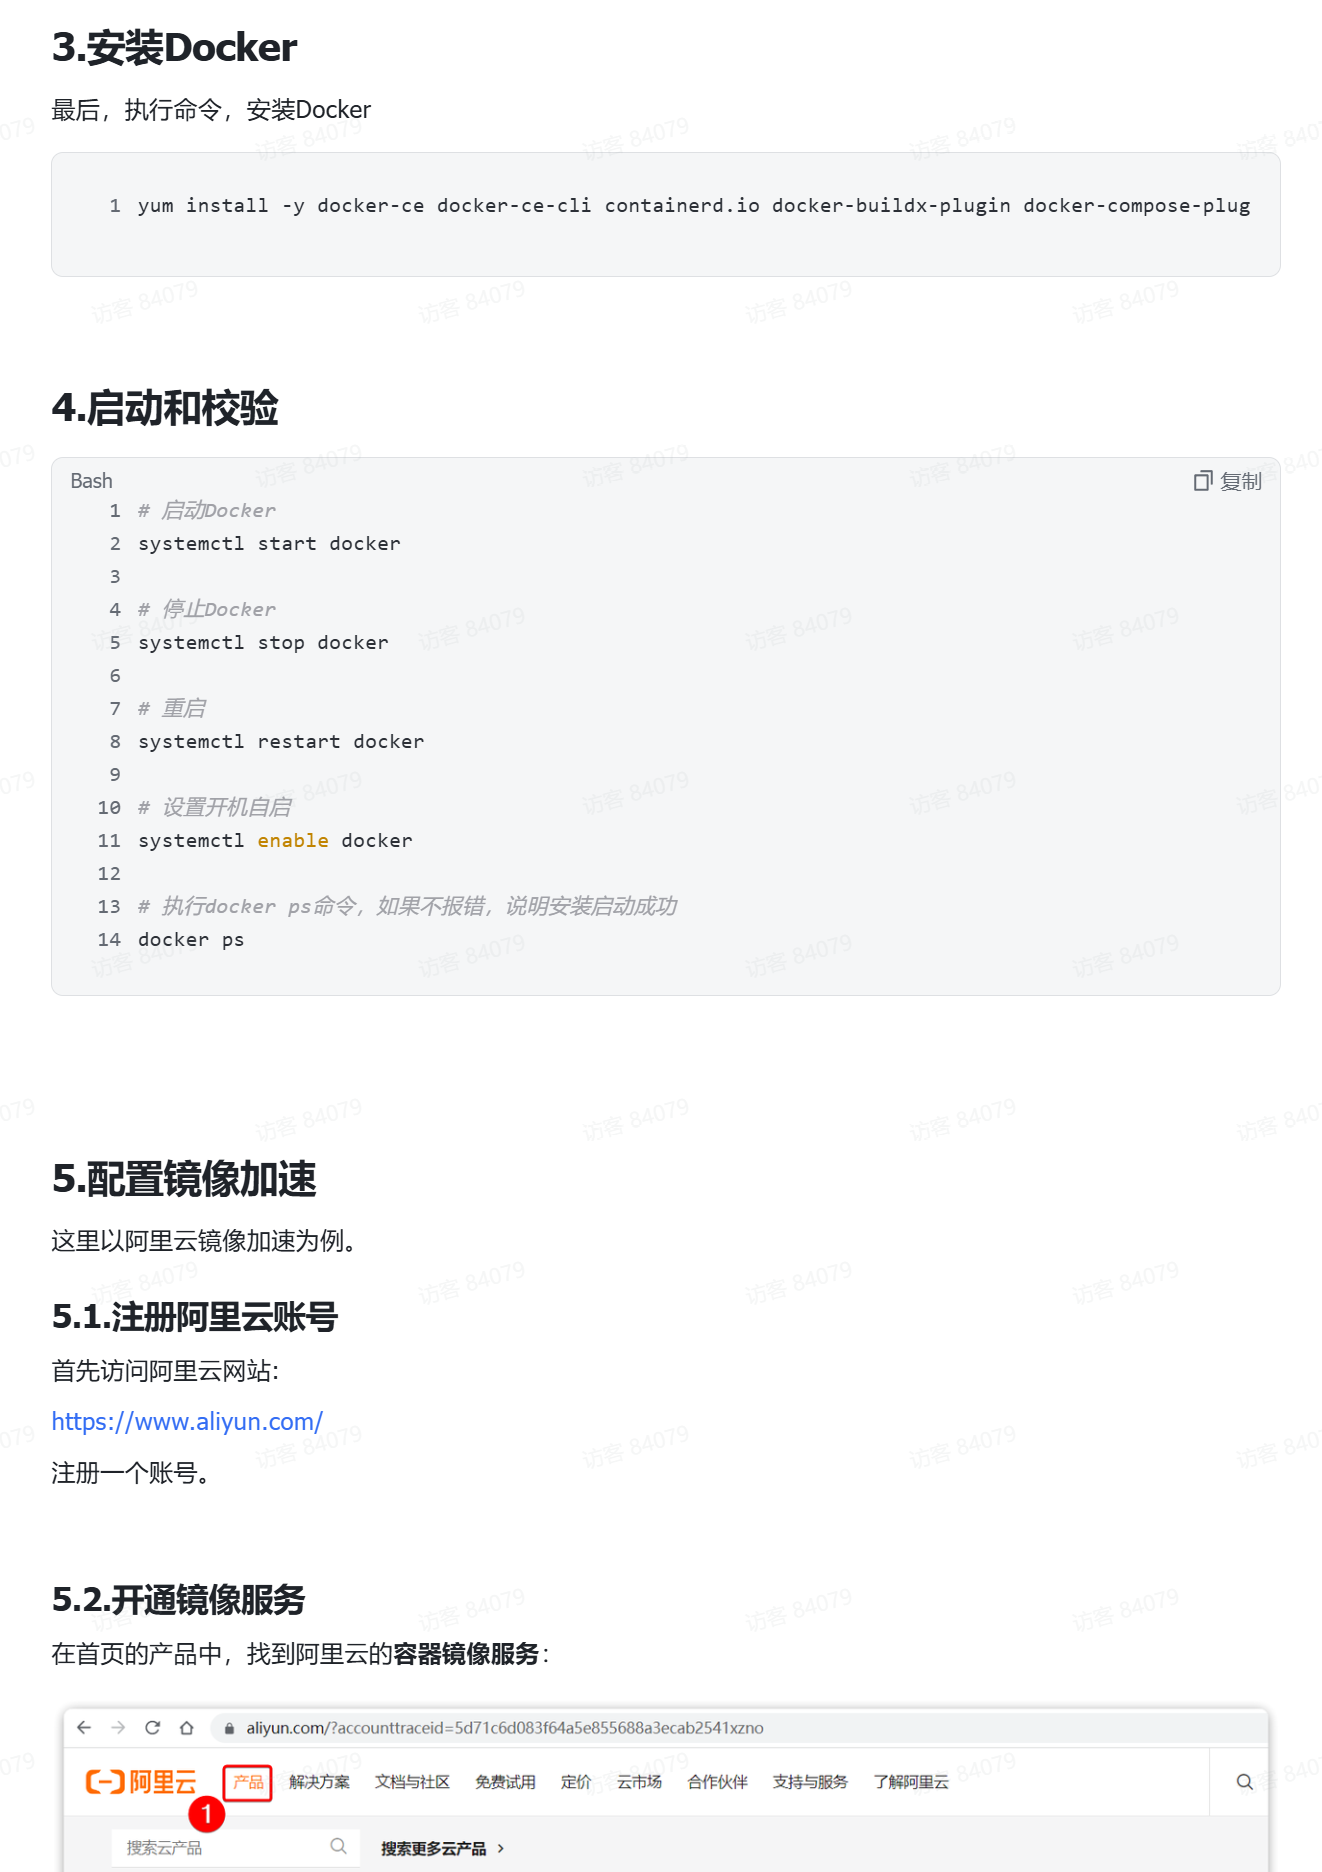 3.安装Docker
最后，执行命令，安装Docker
1 yum install -y docker-ce docker-ce-cli containerd.io docker-buildx-plugin docker-compose-plug
4.启动和校验
Bash 复制
1 # 启动Docker
2 systemctl start docker
3
4 # 停止Docker
5 systemctl stop docker
6
7 # 重启
8 systemctl restart docker
9
10 # 设置开机自启
11 systemctl enable docker
12
13 # 执行docker ps命令，如果不报错，说明安装启动成功
14 docker ps
5.配置镜像加速
这里以阿里云镜像加速为例。
5.1.注册阿里云账号
首先访问阿里云网站:
https://www.aliyun.com/
注册一个账号。
5.2.开通镜像服务
在首页的产品中，找到阿里云的容器镜像服务：
aliyun.com/?accounttraceid=5d71c6d083f64a5e855688a3ecab2541xzno
阿里云 产品 解决方案 文档与社区 免费试用 定价 云市场 合作伙伴 支持与服务 了解阿里云
1
搜索云产品 搜索更多云产品 >
访客 84079